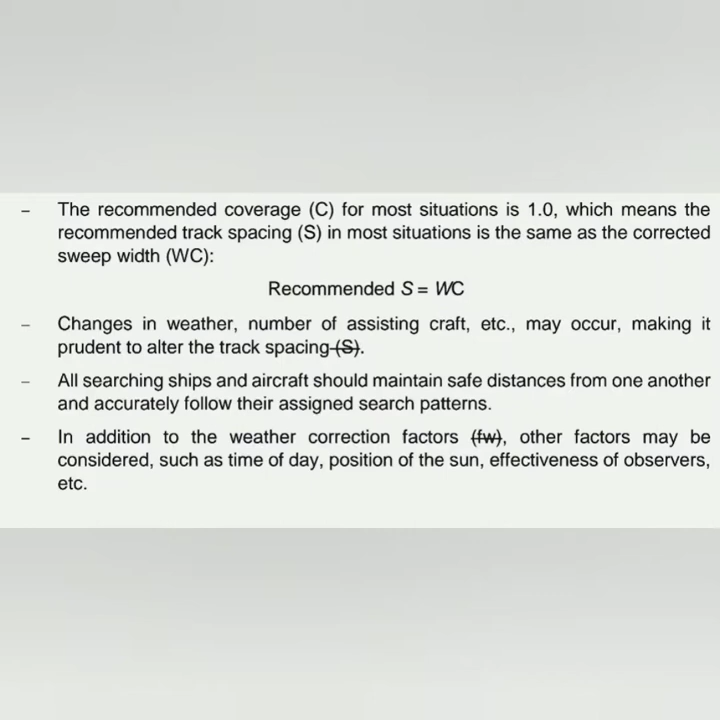 – The recommended coverage (C) for most situations is 1.0, which means the
recommended track spacing (S) in most situations is the same as the corrected
sweep width (WC):
Recommended S = WC
– Changes in weather, number of assisting craft, etc., may occur, making it
prudent to alter the track spacing (S).
– All searching ships and aircraft should maintain safe distances from one another
and accurately follow their assigned search patterns.
– In addition to the weather correction factors (fw), other factors may be
considered, such as time of day, position of the sun, effectiveness of observers,
etc.